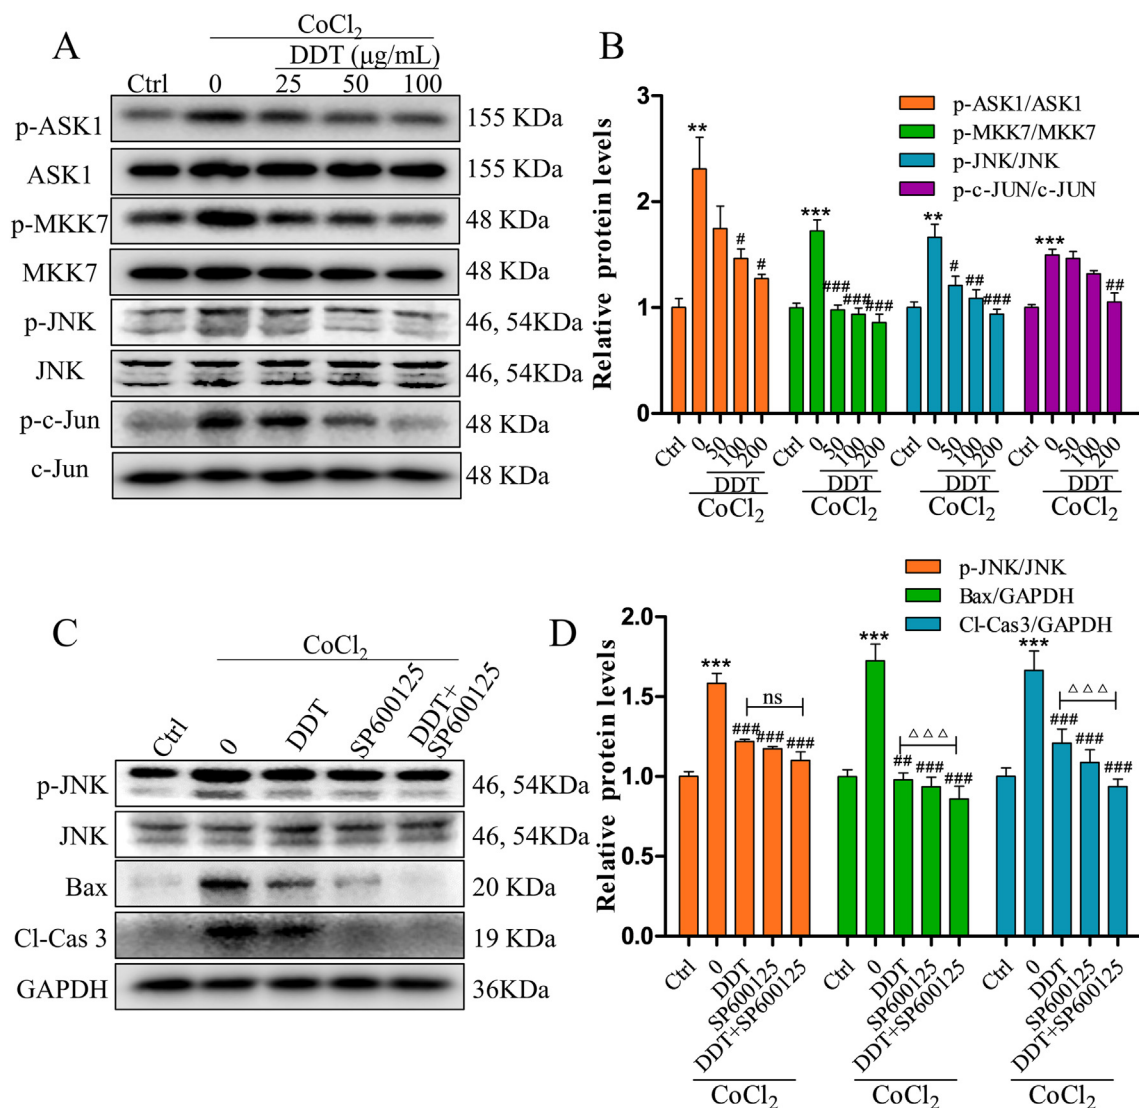 A
CoCl2
DDT (μg/mL)
Ctrl 0 25 50 100
p-ASK1 155 KDa
ASK1 155 KDa
p-MKK7 48 KDa
MKK7 48 KDa
p-JNK 46, 54KDa
JNK 46, 54KDa
p-c-Jun 48 KDa
c-Jun 48 KDa
B
p-ASK1/ASK1
p-MKK7/MKK7
p-JNK/JNK
p-c-JUN/c-JUN
Relative protein levels
3
2
1
0
** # #
*** ### ### ###
** # ## ###
*** ##
Ctrl 0 50 100 200 Ctrl 0 50 100 200 Ctrl 0 50 100 200 Ctrl 0 50 100 200
DDT DDT DDT DDT
CoCl2 CoCl2 CoCl2 CoCl2
C
CoCl2
Ctrl 0 DDT SP600125 DDT+SP600125
p-JNK 46, 54KDa
JNK 46, 54KDa
Bax 20 KDa
Cl-Cas 3 19 KDa
GAPDH 36KDa
D
p-JNK/JNK
Bax/GAPDH
Cl-Cas3/GAPDH
Relative protein levels
2.0
1.5
1.0
0.5
0.0
*** ns ### ### ###
*** △△△ ## ### ###
*** △△△ ### ### ###
Ctrl 0 DDT SP600125 DDT+SP600125 Ctrl 0 DDT SP600125 DDT+SP600125 Ctrl 0 DDT SP600125 DDT+SP600125
CoCl2 CoCl2 CoCl2